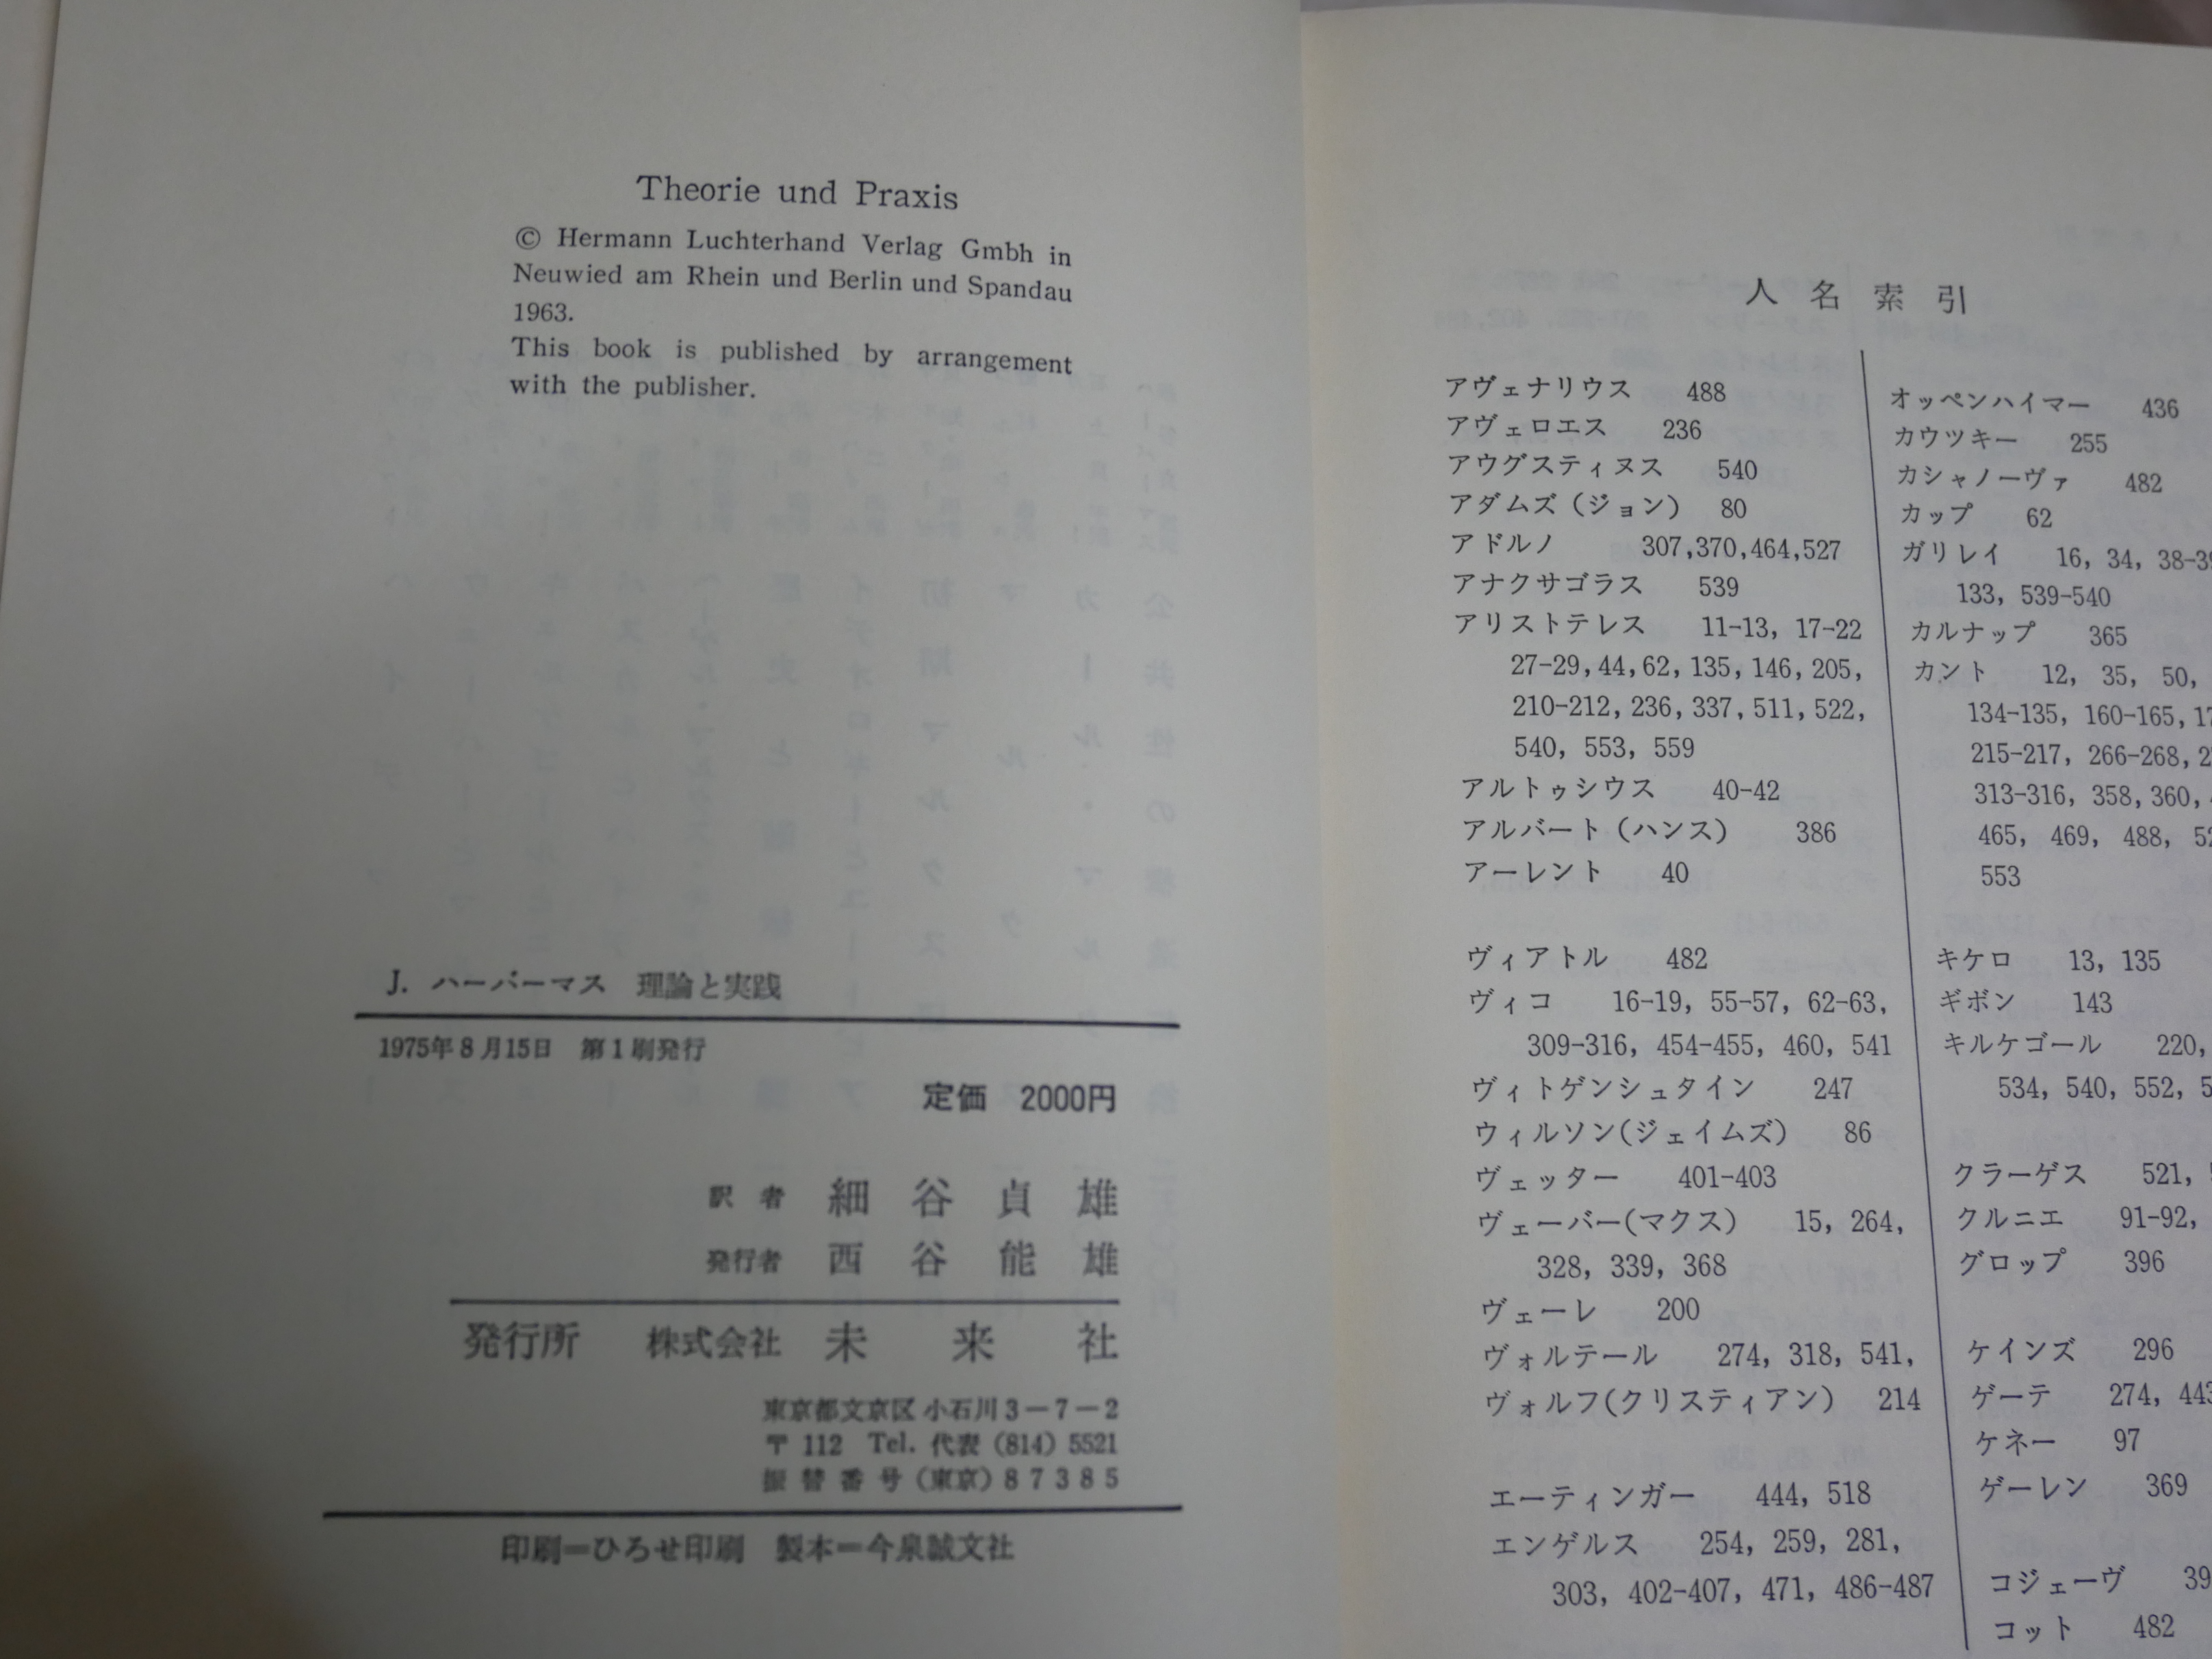 Theorie und Praxis
© Hermann Luchterhand Verlag Gmbh in
Neuwied am Rhein und Berlin und Spandau
1963.
This book is published by arrangement
with the publisher.
J. ハーバーマス 理論と実践
1975年8月15日 第1刷発行
定価 2000円
訳者 細谷貞雄
発行者 西谷能雄
発行所 株式会社 未来社
東京都文京区小石川3-7-2
〒112 Tel. 代表 (814) 5521
振替番号(東京)87385
印刷=ひろせ印刷 製本=今泉誠文社
人名索引
アヴェナリウス 488
アヴェロエス 236
アウグスティヌス 540
アダムズ(ジョン) 80
アドルノ 307,370,464,527
アナクサゴラス 539
アリストテレス 11-13, 17-22
27-29, 44, 62, 135, 146, 205,
210-212, 236, 337, 511, 522,
540, 553, 559
アルトゥシウス 40-42
アルバート(ハンス) 386
アーレント 40
ヴィアトル 482
ヴィコ 16-19, 55-57, 62-63,
309-316, 454-455, 460, 541
ヴィトゲンシュタイン 247
ウィルソン(ジェイムズ) 86
ヴェッター 401-403
ヴェーバー(マクス) 15, 264,
328, 339, 368
ヴェーレ 200
ヴォルテール 274, 318, 541,
ヴォルフ(クリスティアン) 214
エーティンガー 444, 518
エンゲルス 254, 259, 281,
303, 402-407, 471, 486-487
オッペンハイマー 436
カウツキー 255
カシャノーヴァ 482
カップ 62
ガリレイ 16, 34, 38-39
133, 539-540
カルナップ 365
カント 12, 35, 50,
134-135, 160-165,
215-217, 266-268,
313-316, 358, 360,
465, 469, 488,
553
キケロ 13, 135
ギボン 143
キルケゴール 220,
534, 540, 552,
クラーゲス 521,
クルニエ 91-92,
グロップ 396
ケインズ 296
ゲーテ 274, 443
ケネー 97
ゲーレン 369
コジェーヴ
コット 482